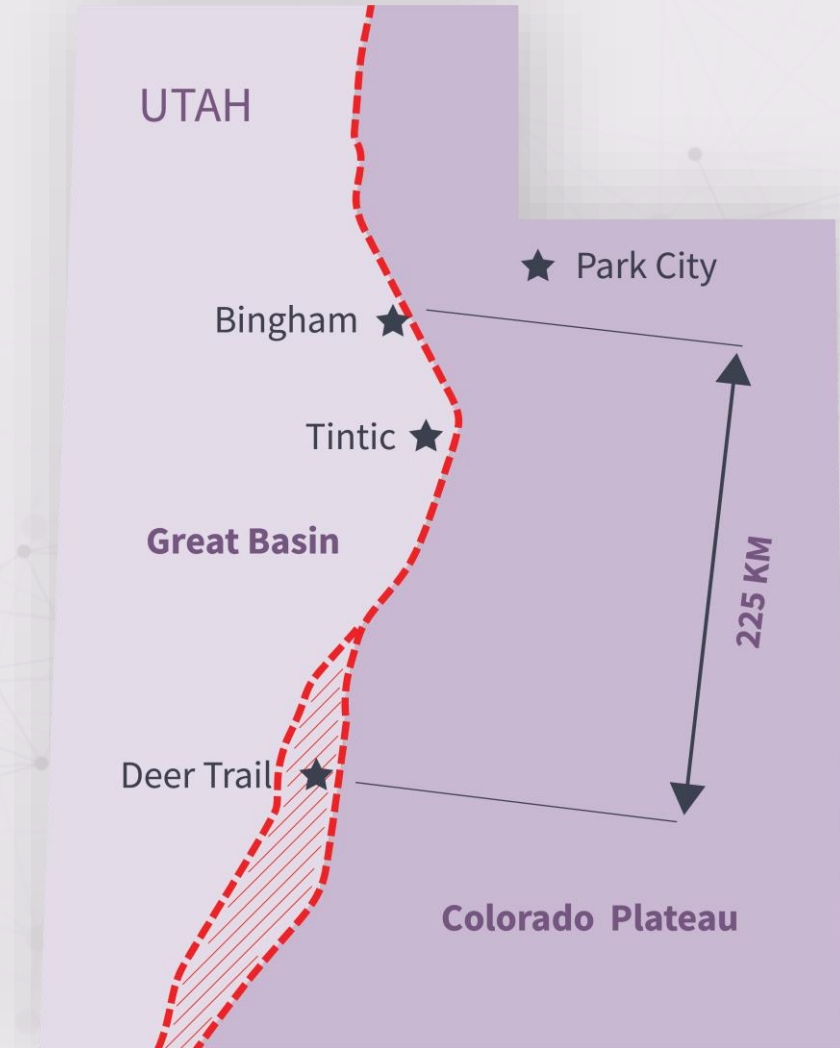 UTAH
Park City
Bingham
Tintic
Great Basin
225 KM
Deer Trail
Colorado Plateau